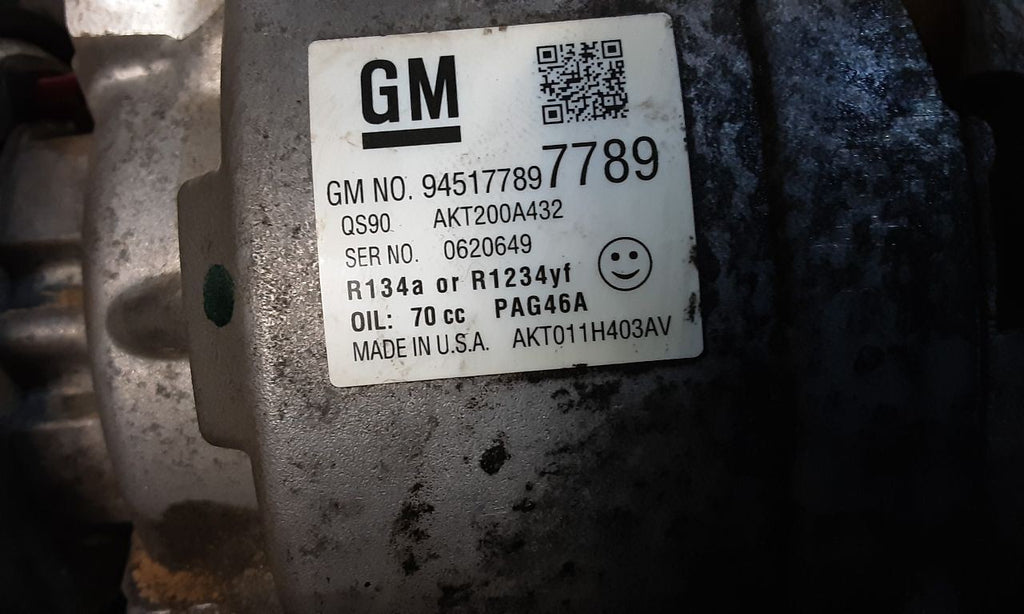 GM
GM NO. 94517789 7789
QS90 AKT200A432
SER NO. 0620649
R134a or R1234yf
OIL: 70 cc PAG46A
MADE IN U.S.A. AKT011H403AV